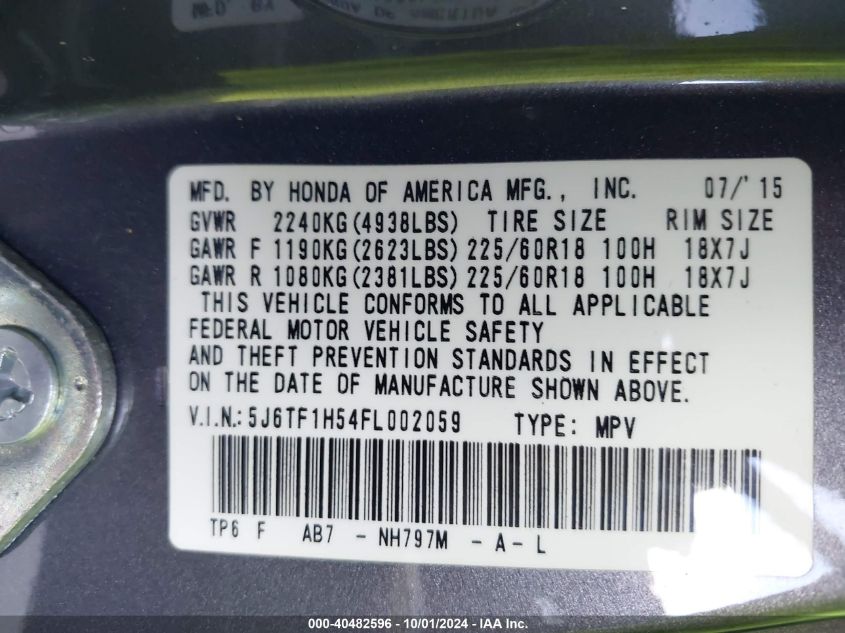 MFD. BY HONDA OF AMERICA MFG., INC. 07/'15
GVWR 2240KG(4938LBS) TIRE SIZE RIM SIZE
GAWR F 1190KG(2623LBS) 225/60R18 100H 18X7J
GAWR R 1080KG(2381LBS) 225/60R18 100H 18X7J
THIS VEHICLE CONFORMS TO ALL APPLICABLE
FEDERAL MOTOR VEHICLE SAFETY
AND THEFT PREVENTION STANDARDS IN EFFECT
ON THE DATE OF MANUFACTURE SHOWN ABOVE.
V.I.N.: 5J6TF1H54FL002059 TYPE: MPV
TP6 F AB7 - NH797M - A - L
000-40482596 - 10/01/2024 - IAA Inc.